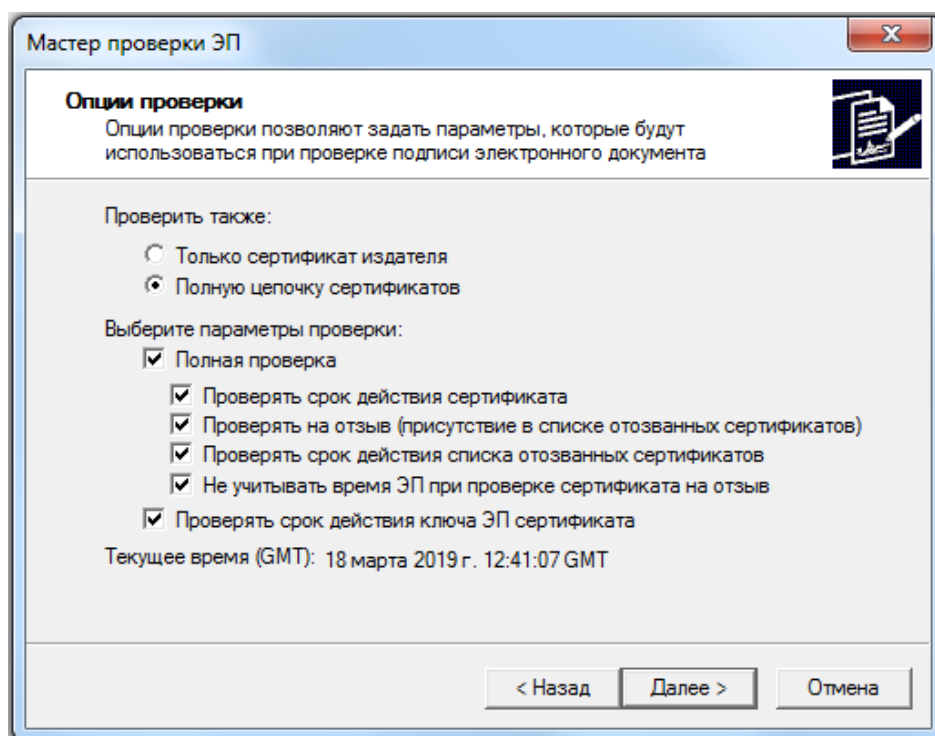 Мастер проверки ЭП
Опции проверки
Опции проверки позволяют задать параметры, которые будут
использоваться при проверке подписи электронного документа
Проверить также:
Только сертификат издателя
Полную цепочку сертификатов
Выберите параметры проверки:
Полная проверка
Проверять срок действия сертификата
Проверять на отзыв (присутствие в списке отозванных сертификатов)
Проверять срок действия списка отозванных сертификатов
Не учитывать время ЭП при проверке сертификата на отзыв
Проверять срок действия ключа ЭП сертификата
Текущее время (GMT): 18 марта 2019 г. 12:41:07 GMT
< Назад Далее > Отмена